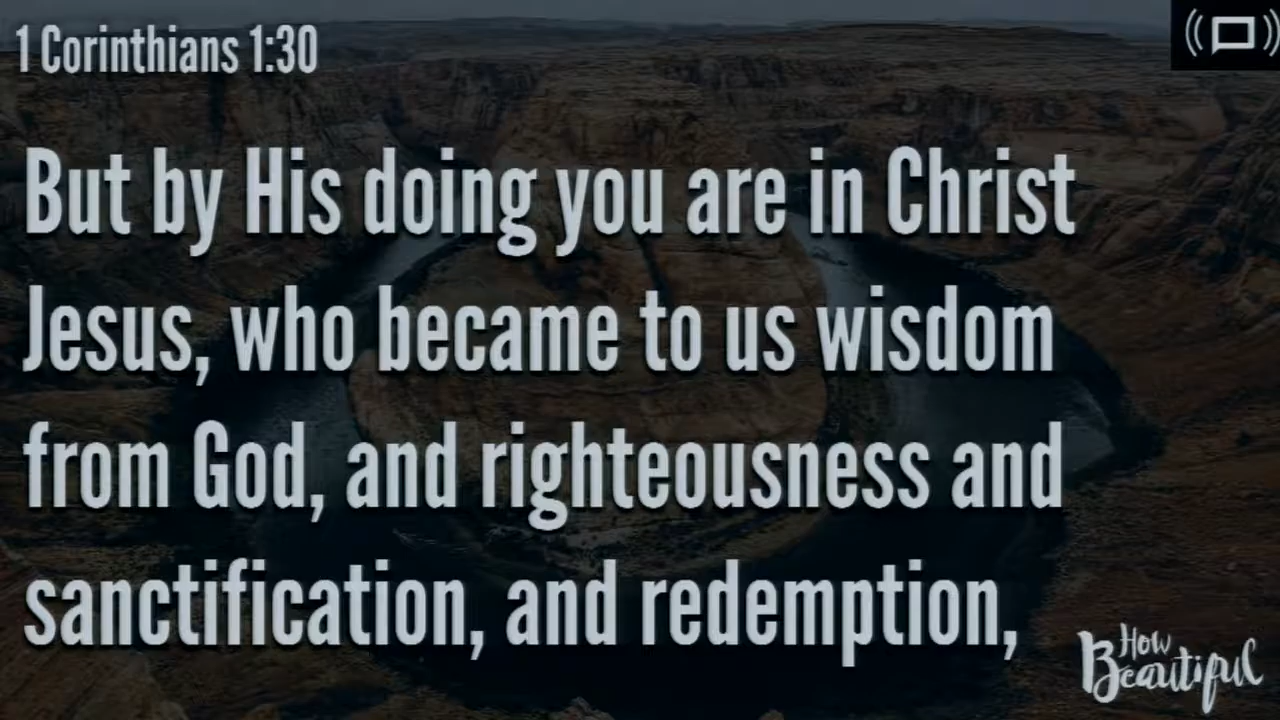 1 Corinthians 1:30
But by His doing you are in Christ
Jesus, who became to us wisdom
from God, and righteousness and
sanctification, and redemption,
How
Beautiful